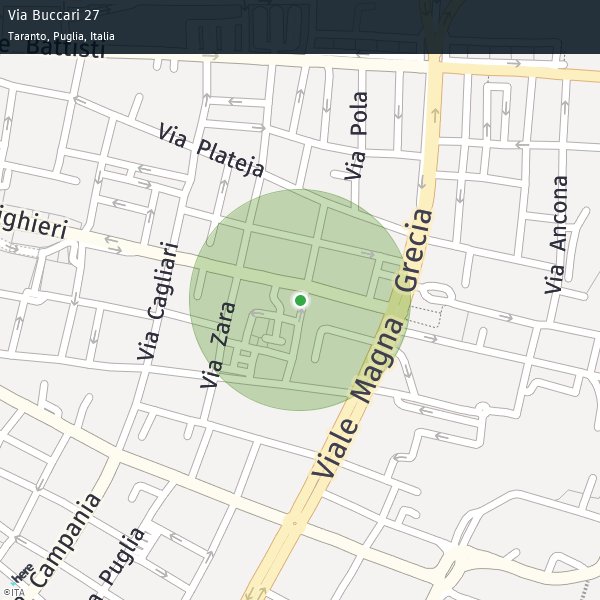 Via Buccari 27
Taranto, Puglia, Italia
Battisti
Via Plateja
Via Pola
ighieri
Via Cagliari
Via Zara
Viale Magna Grecia
Via Ancona
Campania
Puglia
here
©ITA